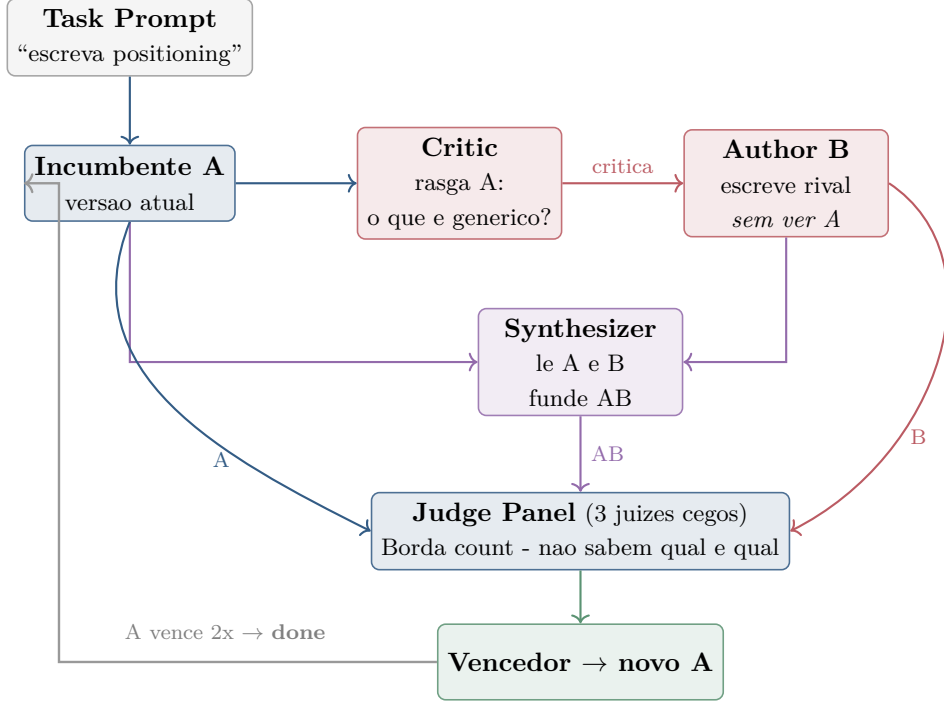 Task Prompt
“escreva positioning”
Incumbente A
versao atual
Critic
rasga A:
o que e generico?
critica
Author B
escreve rival
sem ver A
Synthesizer
le A e B
funde AB
A
AB
B
Judge Panel (3 juizes cegos)
Borda count - nao sabem qual e qual
A vence 2x → done
Vencedor → novo A